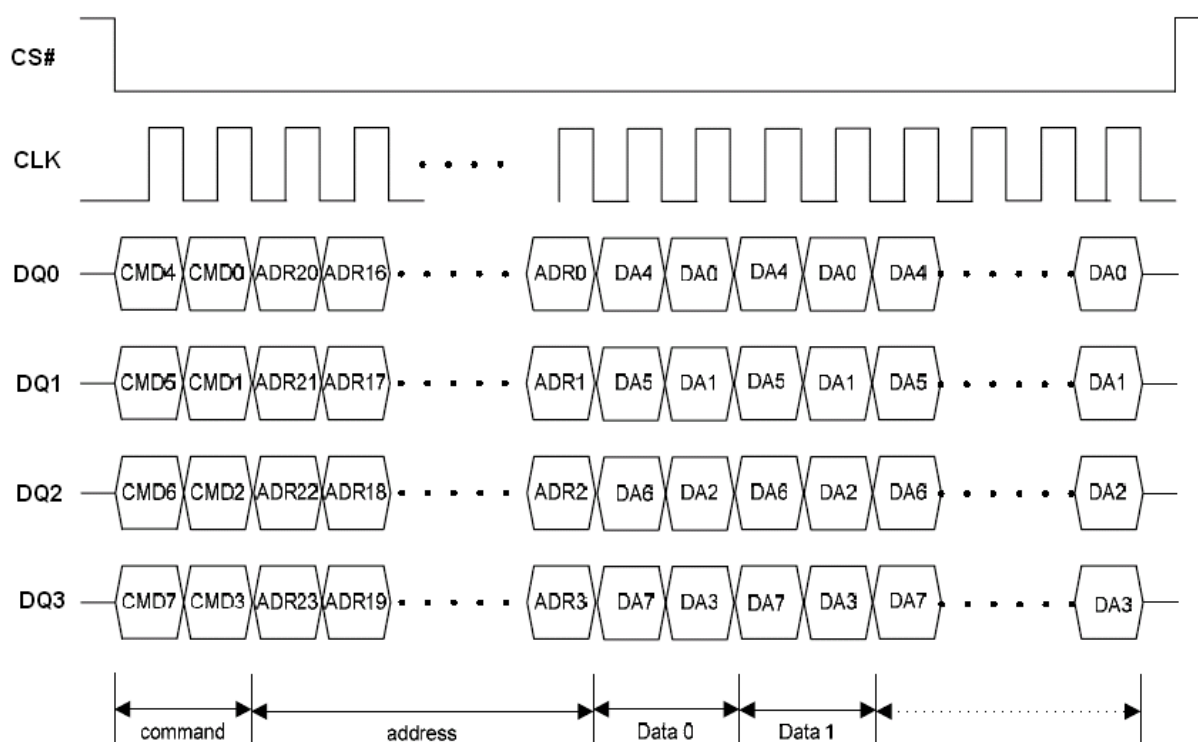 CS#
CLK
DQ0 CMD4 CMD0 ADR20 ADR16 ADR0 DA4 DA0 DA4 DA0 DA4 DA0
DQ1 CMD5 CMD1 ADR21 ADR17 ADR1 DA5 DA1 DA5 DA1 DA5 DA1
DQ2 CMD6 CMD2 ADR22 ADR18 ADR2 DA6 DA2 DA6 DA2 DA6 DA2
DQ3 CMD7 CMD3 ADR23 ADR19 ADR3 DA7 DA3 DA7 DA3 DA7 DA3
command address Data 0 Data 1